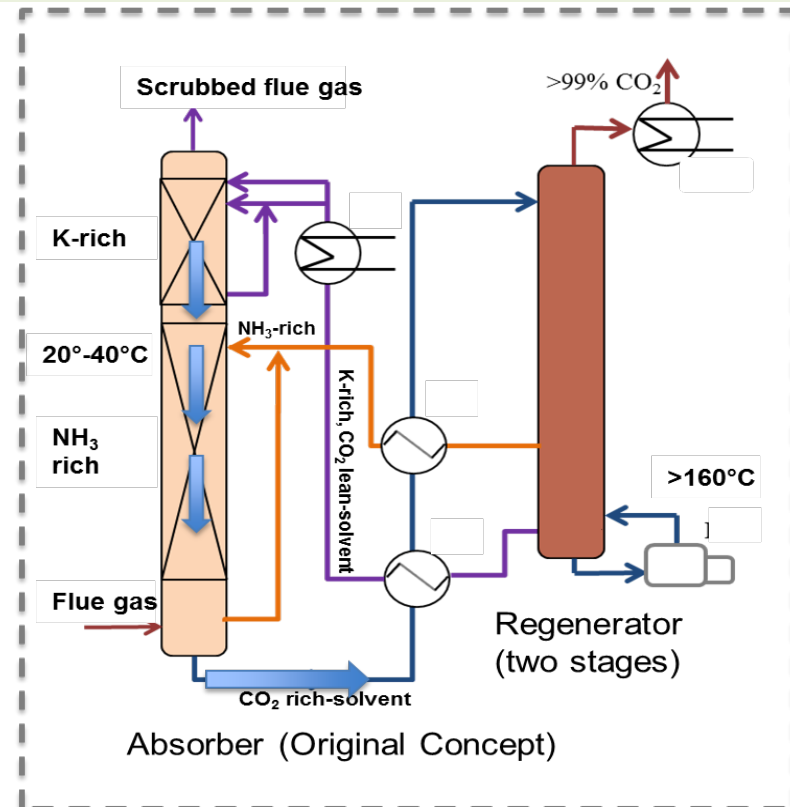 Scrubbed flue gas
>99% CO₂
K-rich
NH₃-rich
20°-40°C
K-rich, CO₂ lean-solvent
NH₃
rich
>160°C
Flue gas
Regenerator
(two stages)
CO₂ rich-solvent
Absorber (Original Concept)